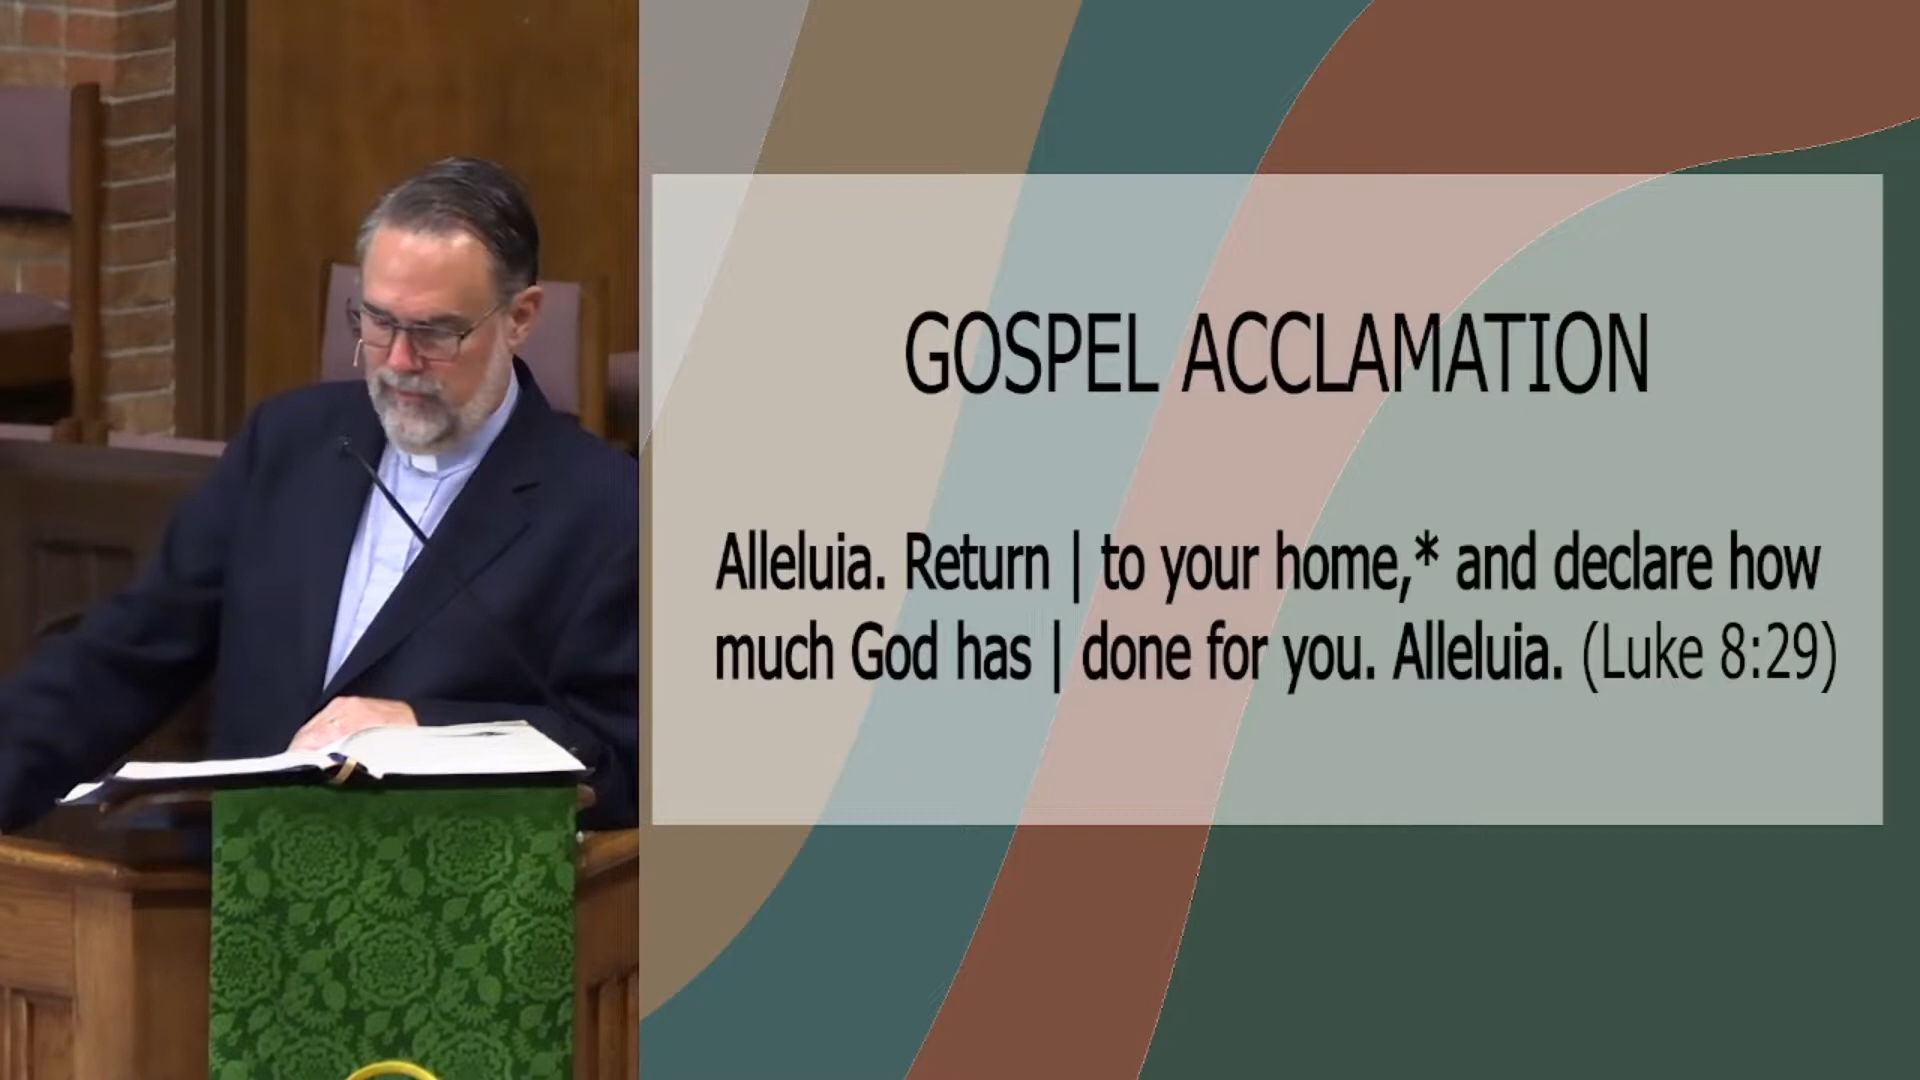 GOSPEL ACCLAMATION
Alleluia. Return | to your home,* and declare how
much God has | done for you. Alleluia. (Luke 8:29)